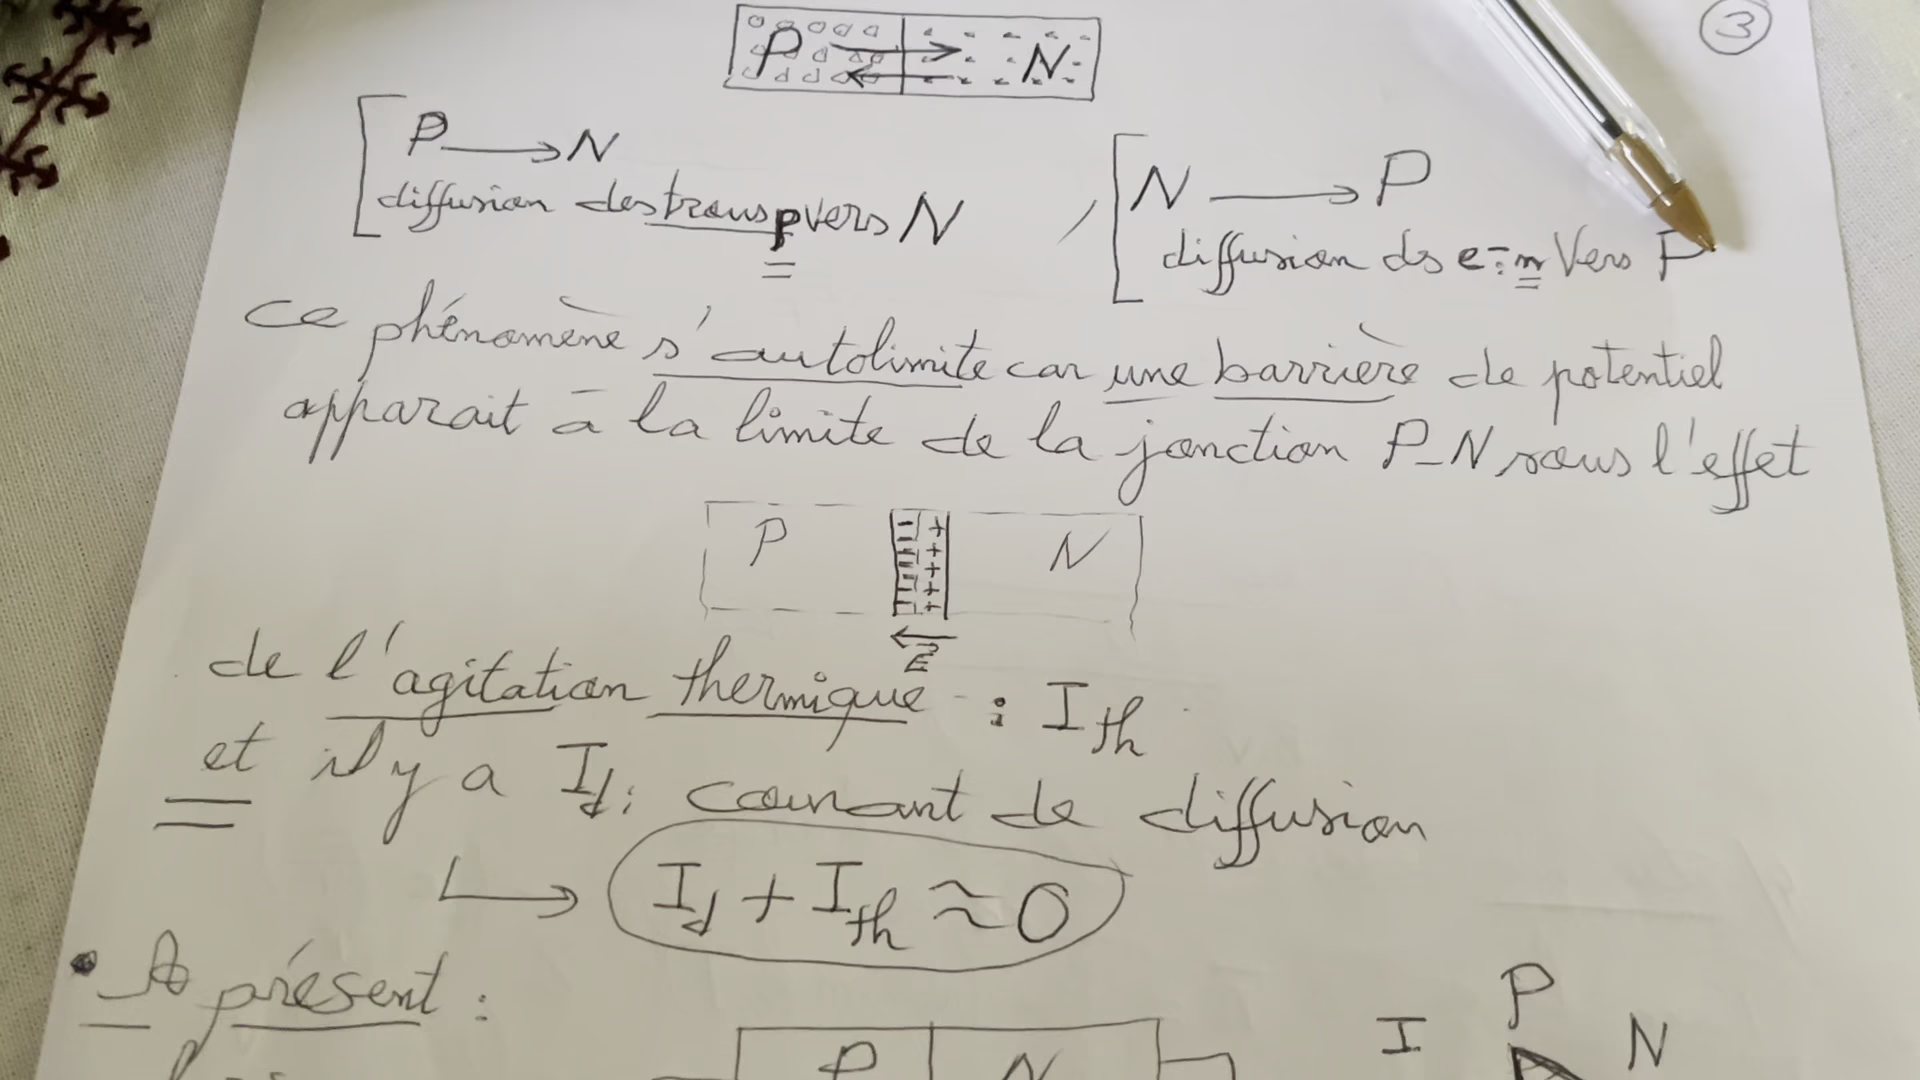 ③
P N
P → N
diffusion des trous p vers N
, N → P
diffusion ds e- : n Vers P
ce phénomène s'autolimite car une barrière de potentiel
apparait à la limite de la jonction P-N sous l'effet
P - + N
E
de l'agitation thermique : Ith
et il y a Id : courant de diffusion
↳ Id + Ith ≈ 0
• A présent :
P N
I P N